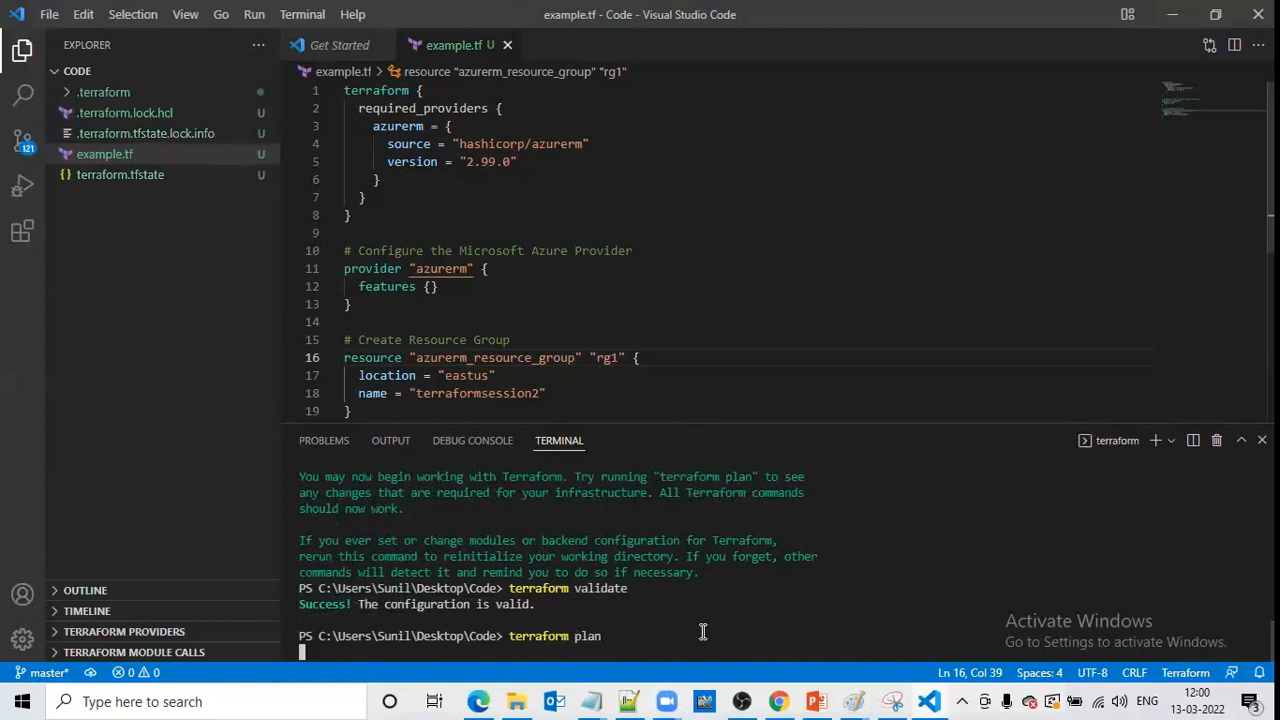 File Edit Selection View Go Run Terminal Help
example.tf - Code - Visual Studio Code
EXPLORER
CODE
.terraform
.terraform.lock.hcl U
.terraform.tfstate.lock.info U
example.tf U
terraform.tfstate U
121
OUTLINE
TIMELINE
TERRAFORM PROVIDERS
TERRAFORM MODULE CALLS
Get Started
example.tf U
example.tf > resource "azurerm_resource_group" "rg1"
1 terraform {
2 required_providers {
3 azurerm = {
4 source = "hashicorp/azurerm"
5 version = "2.99.0"
6 }
7 }
8 }
9
10 # Configure the Microsoft Azure Provider
11 provider "azurerm" {
12 features {}
13 }
14
15 # Create Resource Group
16 resource "azurerm_resource_group" "rg1" {
17 location = "eastus"
18 name = "terraformsession2"
19 }
PROBLEMS OUTPUT DEBUG CONSOLE TERMINAL
terraform
You may now begin working with Terraform. Try running "terraform plan" to see
any changes that are required for your infrastructure. All Terraform commands
should now work.
If you ever set or change modules or backend configuration for Terraform,
rerun this command to reinitialize your working directory. If you forget, other
commands will detect it and remind you to do so if necessary.
PS C:\Users\Sunil\Desktop\Code> terraform validate
Success! The configuration is valid.
PS C:\Users\Sunil\Desktop\Code> terraform plan
Activate Windows
Go to Settings to activate Windows.
master* 0 0
Ln 16, Col 39 Spaces: 4 UTF-8 CRLF Terraform
Type here to search
ENG
12:00
13-03-2022
3